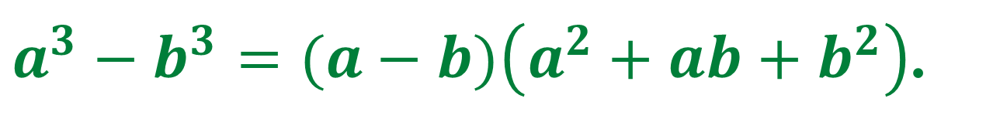 a³ − b³ = (a − b)(a² + ab + b²).